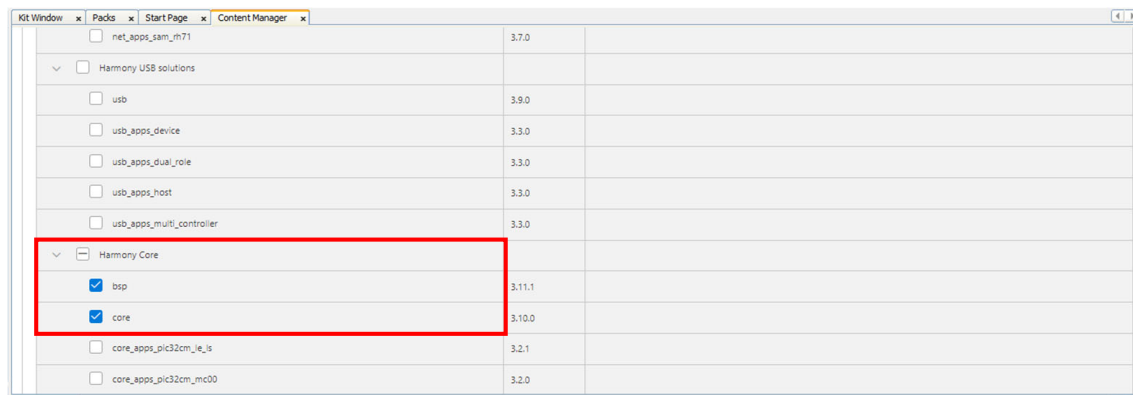 Kit Window x Packs x Start Page x Content Manager x
net_apps_sam_rh71 3.7.0
Harmony USB solutions
usb 3.9.0
usb_apps_device 3.3.0
usb_apps_dual_role 3.3.0
usb_apps_host 3.3.0
usb_apps_multi_controller 3.3.0
Harmony Core
bsp 3.11.1
core 3.10.0
core_apps_pic32cm_le_ls 3.2.1
core_apps_pic32cm_mc00 3.2.0